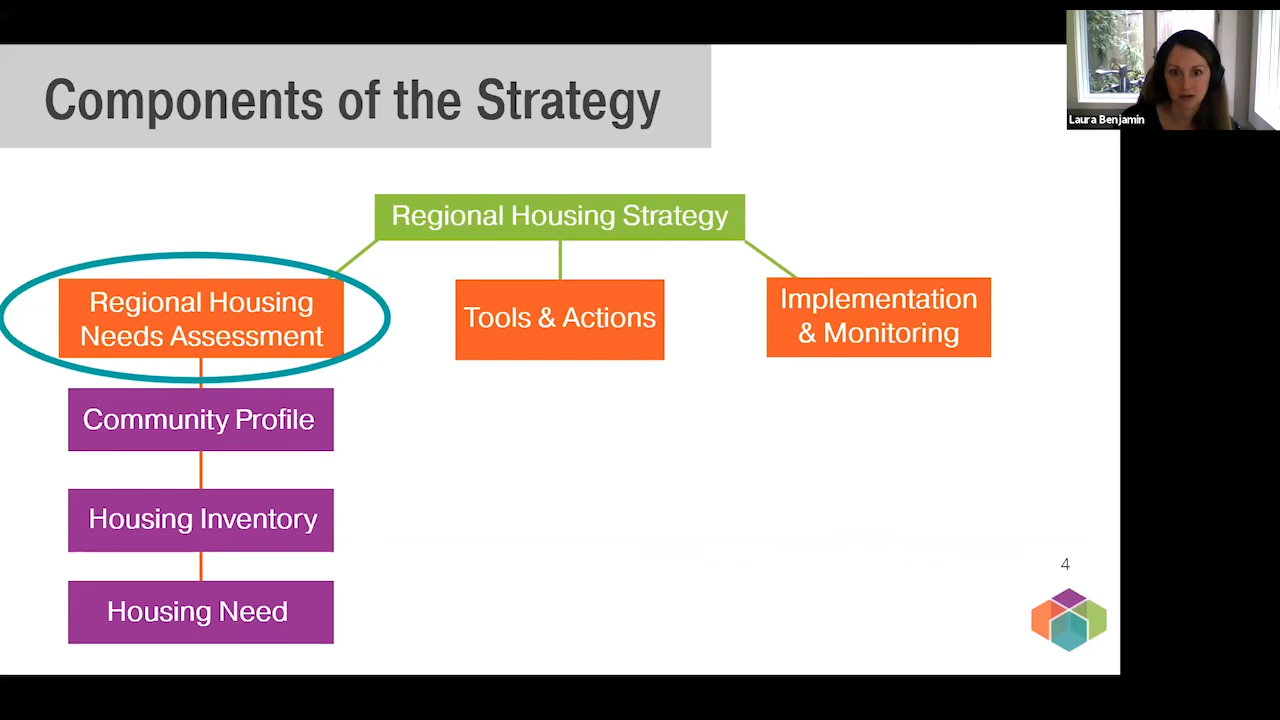 Components of the Strategy
Laura Benjamin
Regional Housing Strategy
Regional Housing
Needs Assessment
Tools & Actions
Implementation
& Monitoring
Community Profile
Housing Inventory
Housing Need
4